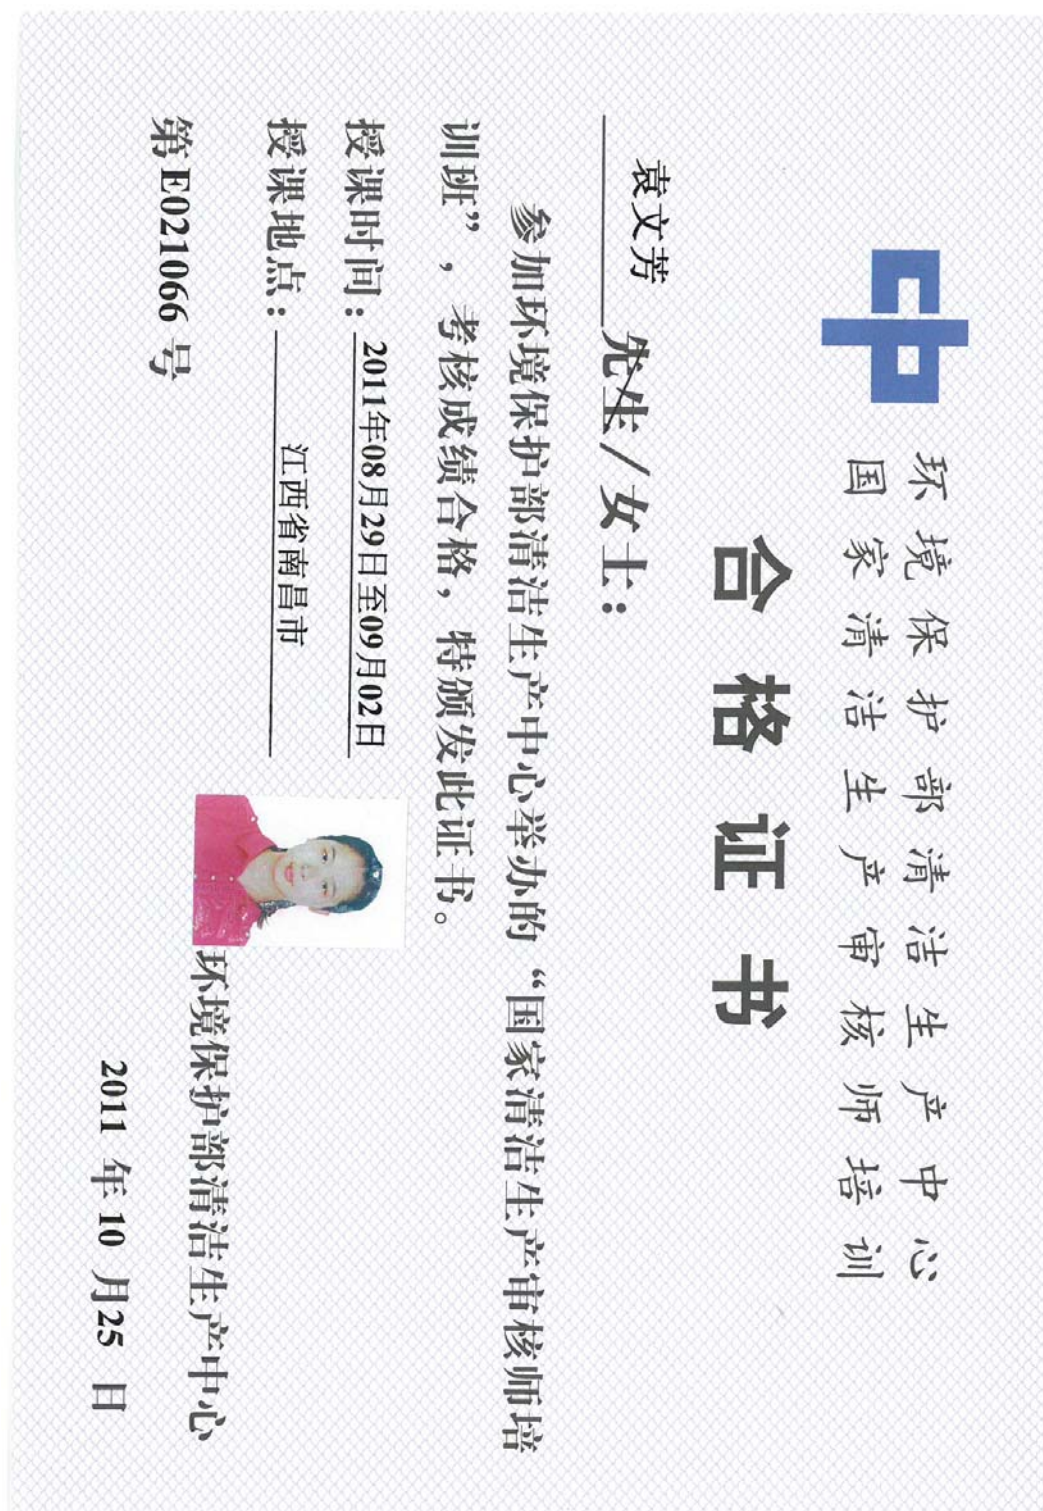 环境保护部清洁生产中心
国家清洁生产审核师培训
合格证书
袁文芳 先生/女士：
参加环境保护部清洁生产中心举办的“国家清洁生产审核师培
训班”，考核成绩合格，特颁发此证书。
授课时间：2011年08月29日至09月02日
授课地点：江西省南昌市
第E021066号
环境保护部清洁生产中心
2011 年 10 月25 日